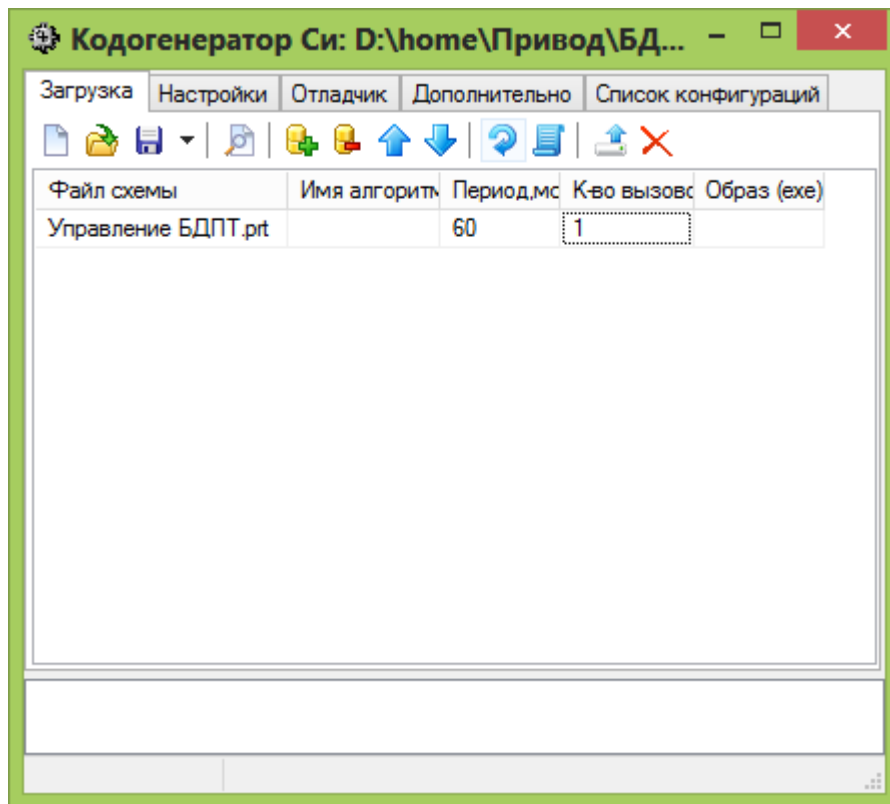 Кодогенератор Си: D:\home\Привод\БД...
Загрузка Настройки Отладчик Дополнительно Список конфигураций
Файл схемы Имя алгоритм Период,мс К-во вызовс Образ (exe)
Управление БДПТ.prt 60 1